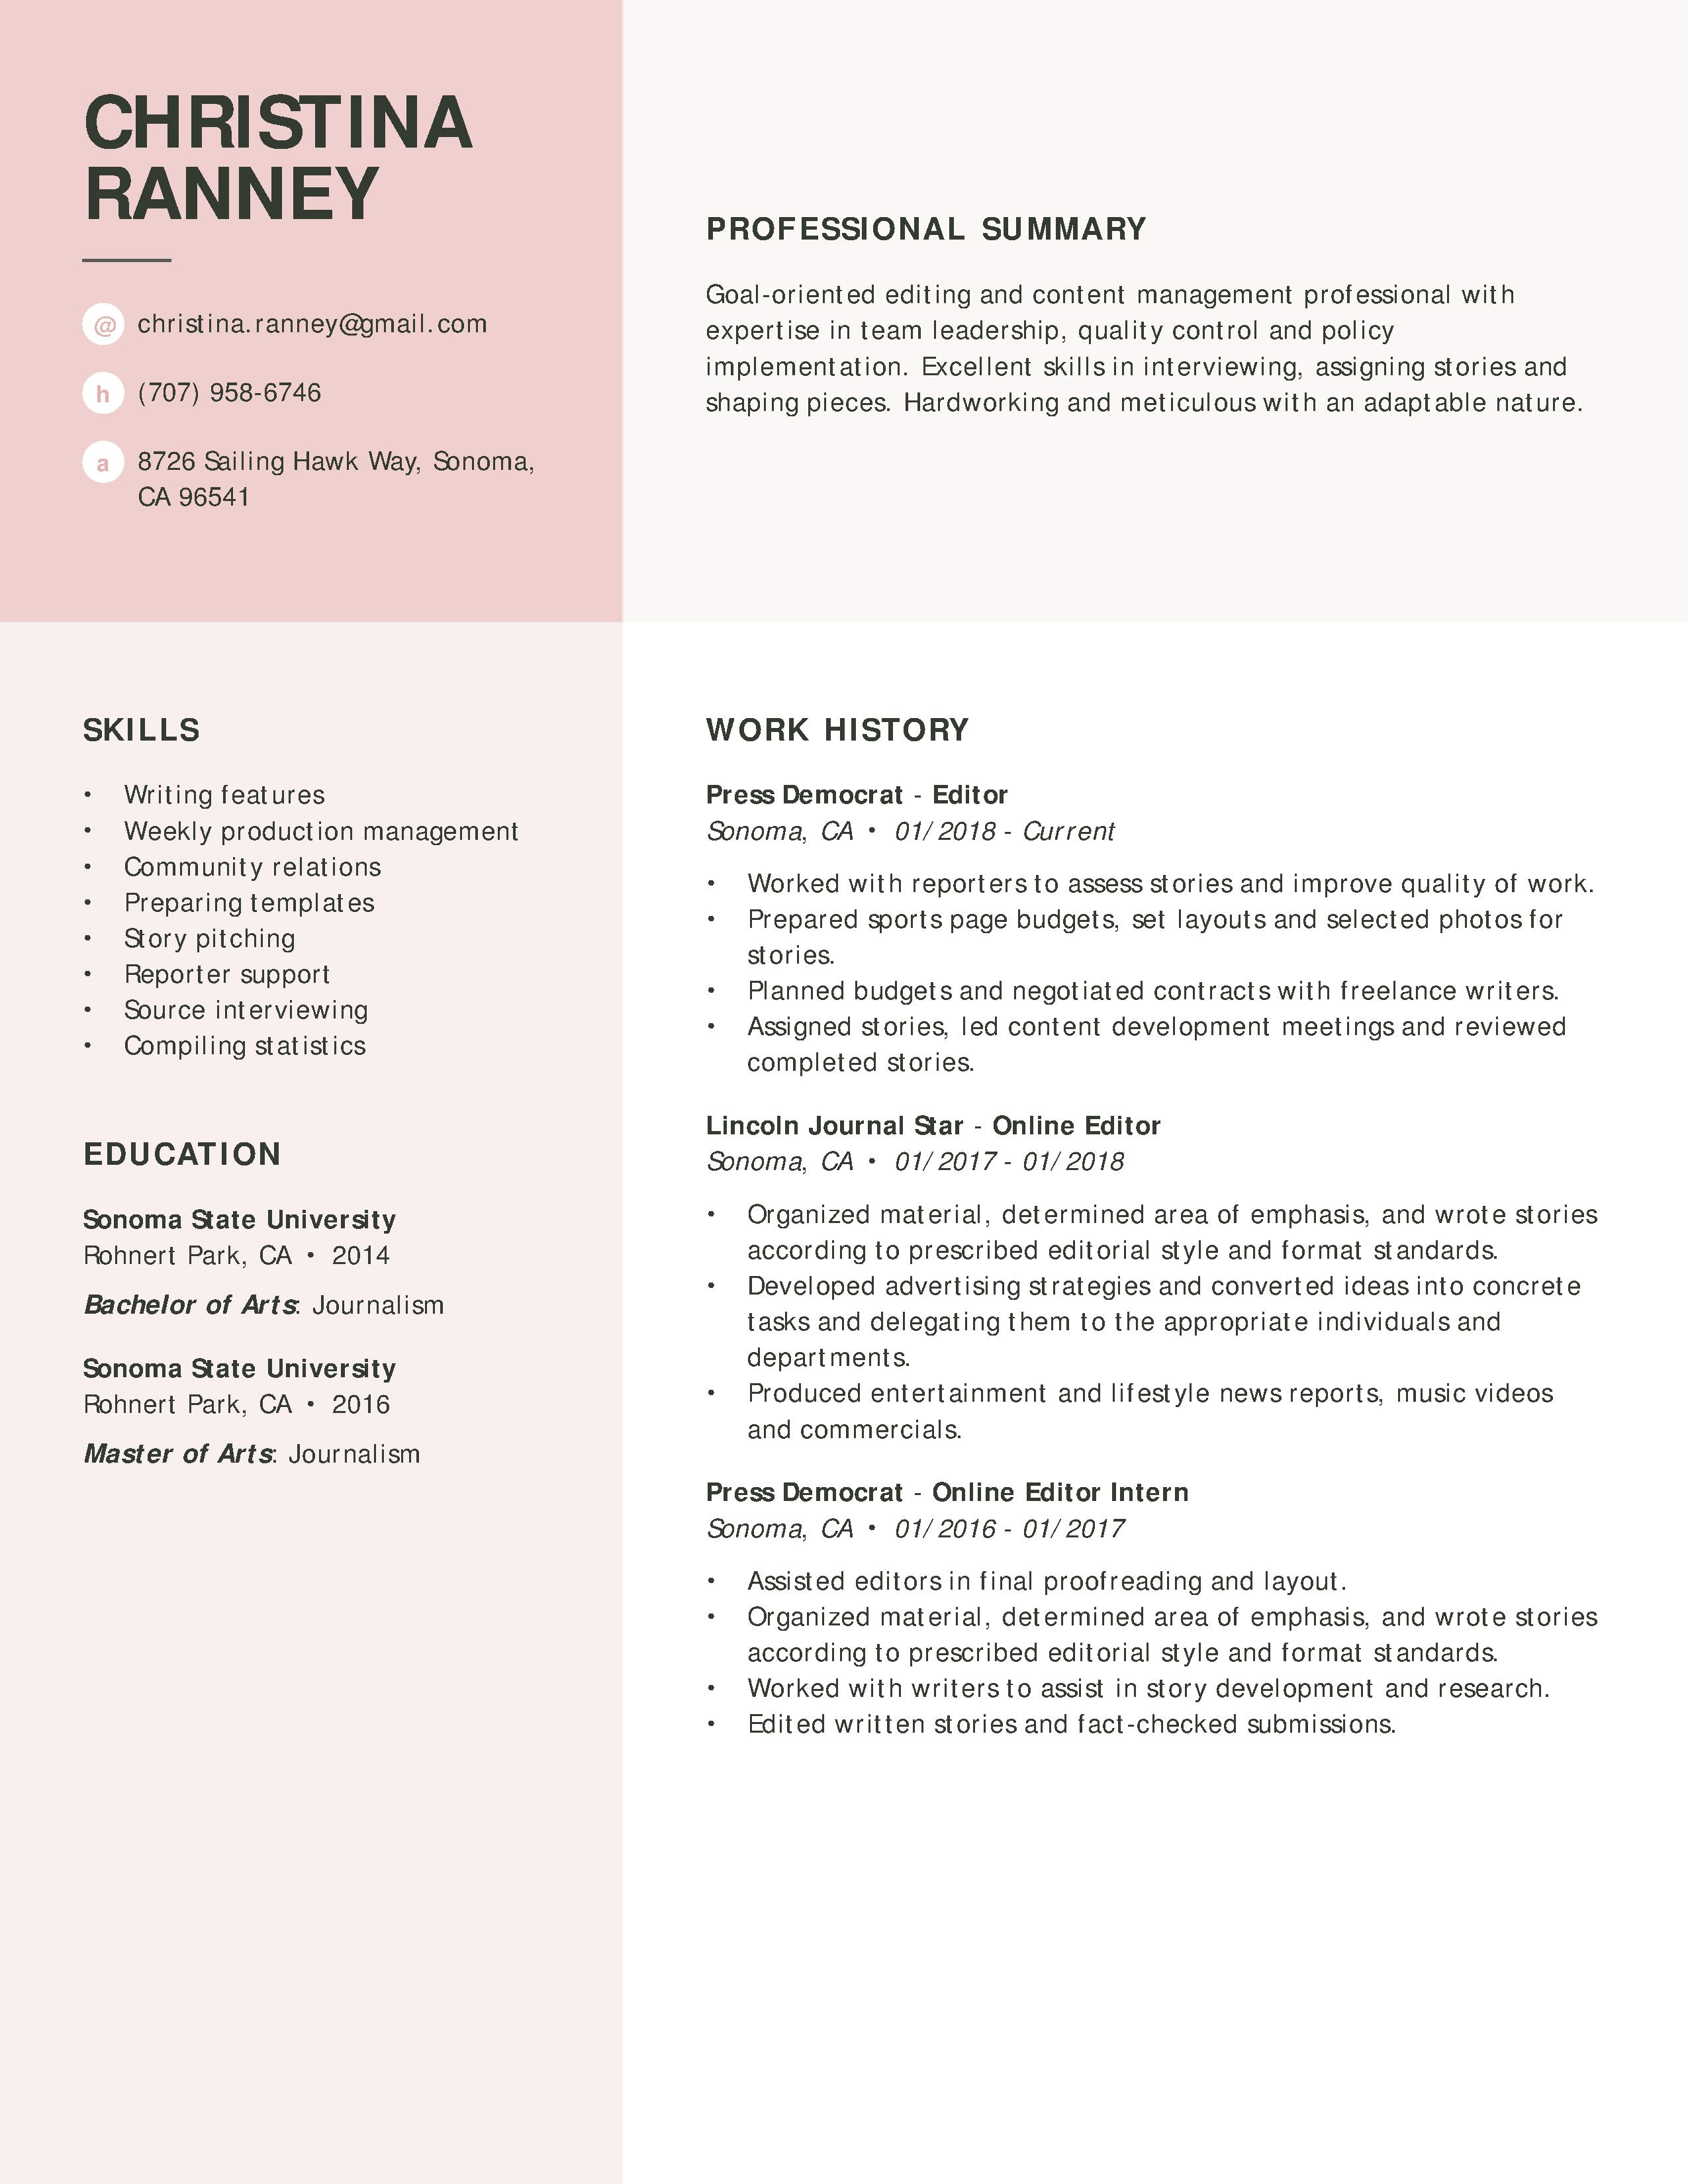 CHRISTINA
RANNEY
@ christina.ranney@gmail.com
h (707) 958-6746
a 8726 Sailing Hawk Way, Sonoma,
CA 96541
PROFESSIONAL SUMMARY
Goal-oriented editing and content management professional with
expertise in team leadership, quality control and policy
implementation. Excellent skills in interviewing, assigning stories and
shaping pieces. Hardworking and meticulous with an adaptable nature.
SKILLS
• Writing features
• Weekly production management
• Community relations
• Preparing templates
• Story pitching
• Reporter support
• Source interviewing
• Compiling statistics
EDUCATION
Sonoma State University
Rohnert Park, CA • 2014
Bachelor of Arts: Journalism
Sonoma State University
Rohnert Park, CA • 2016
Master of Arts: Journalism
WORK HISTORY
Press Democrat - Editor
Sonoma, CA • 01/2018 - Current
• Worked with reporters to assess stories and improve quality of work.
• Prepared sports page budgets, set layouts and selected photos for
stories.
• Planned budgets and negotiated contracts with freelance writers.
• Assigned stories, led content development meetings and reviewed
completed stories.
Lincoln Journal Star - Online Editor
Sonoma, CA • 01/2017 - 01/2018
• Organized material, determined area of emphasis, and wrote stories
according to prescribed editorial style and format standards.
• Developed advertising strategies and converted ideas into concrete
tasks and delegating them to the appropriate individuals and
departments.
• Produced entertainment and lifestyle news reports, music videos
and commercials.
Press Democrat - Online Editor Intern
Sonoma, CA • 01/2016 - 01/2017
• Assisted editors in final proofreading and layout.
• Organized material, determined area of emphasis, and wrote stories
according to prescribed editorial style and format standards.
• Worked with writers to assist in story development and research.
• Edited written stories and fact-checked submissions.